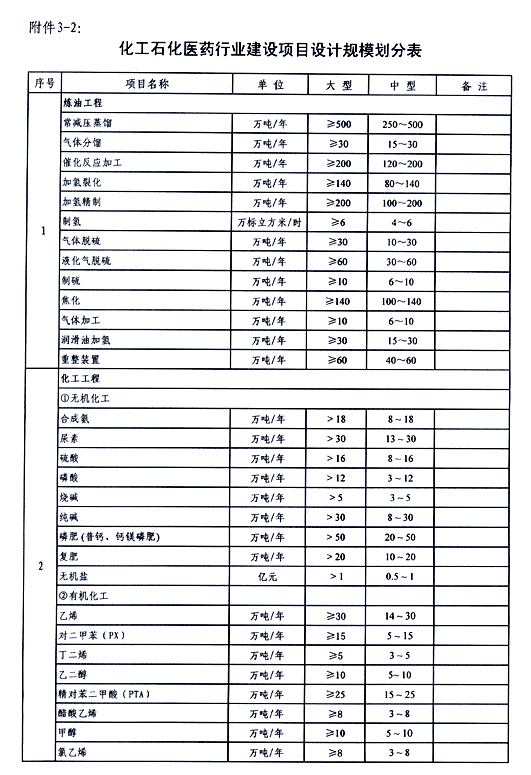 附件3-2:
化工石化医药行业建设项目设计规模划分表
序号 项目名称 单 位 大 型 中 型 备 注
1 炼油工程
常减压蒸馏 万吨/年 ≥500 250～500
气体分馏 万吨/年 ≥30 15～30
催化反应加工 万吨/年 ≥200 120～200
加氢裂化 万吨/年 ≥140 80～140
加氢精制 万吨/年 ≥200 100～200
制氢 万标立方米/时 ≥6 4～6
气体脱硫 万吨/年 ≥30 10～30
液化气脱硫 万吨/年 ≥60 30～60
制硫 万吨/年 ≥10 6～10
焦化 万吨/年 ≥140 100～140
气体加工 万吨/年 ≥10 6～10
润滑油加氢 万吨/年 ≥30 15～30
重整装置 万吨/年 ≥60 40～60
2 化工工程
①无机化工
合成氨 万吨/年 >18 8~18
尿素 万吨/年 >30 13~30
硫酸 万吨/年 >16 8~16
磷酸 万吨/年 >12 3~12
烧碱 万吨/年 >5 3~5
纯碱 万吨/年 >30 8~30
磷肥(普钙、钙镁磷肥) 万吨/年 >50 20~50
复肥 万吨/年 >20 10~20
无机盐 亿元 >1 0.5~1
②有机化工
乙烯 万吨/年 ≥30 14~30
对二甲苯(PX) 万吨/年 ≥15 5~15
丁二烯 万吨/年 ≥5 3~5
乙二醇 万吨/年 ≥10 5~10
精对苯二甲酸(PTA) 万吨/年 ≥25 15~25
醋酸乙烯 万吨/年 ≥8 3~8
甲醇 万吨/年 ≥10 5~10
氯乙烯 万吨/年 ≥8 3~8